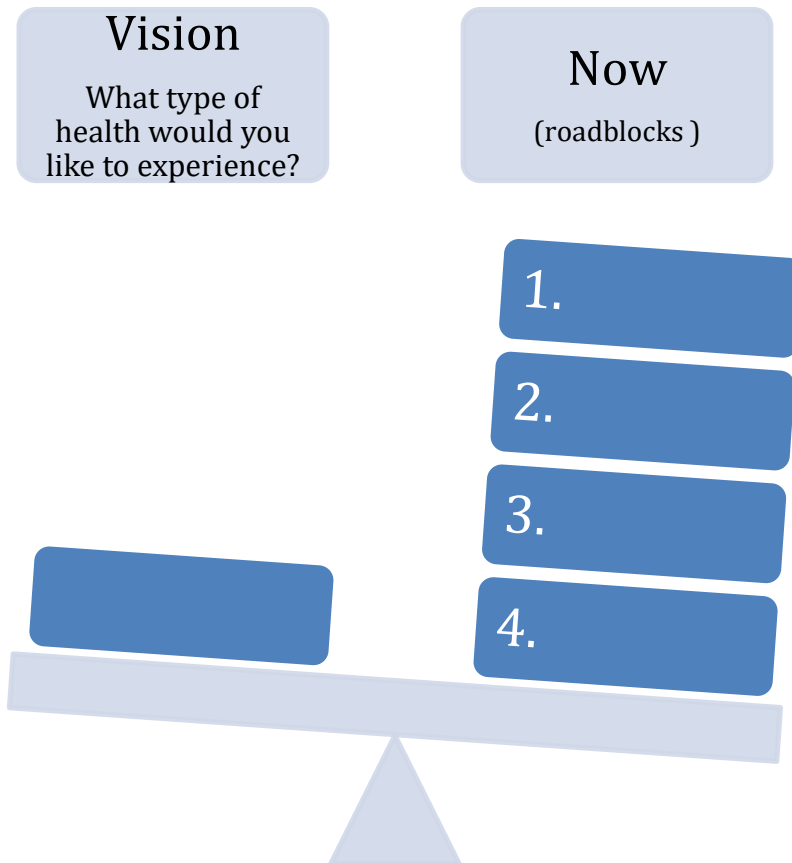 Vision
What type of
health would you
like to experience?
Now
(roadblocks )
1.
2.
3.
4.